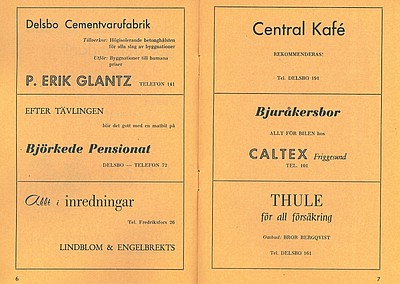 Delsbo Cementvarufabrik
Tillverkar: Högisolerande betonghålsten
för alla slag av byggnationer
Utför: Byggnationer till humana
priser
P. ERIK GLANTZ TELEFON 141
EFTER TÄVLINGEN
blir det gott med en matbit på
Björkede Pensionat
DELSBO — TELEFON 72
Allt i inredningar
Tel. Fredriksfors 26
LINDBLOM & ENGELBREKTS
6
Central Kafé
REKOMMENDERAS!
Tel. DELSBO 191
Bjuråkersbor
ALLT FÖR BILEN hos
CALTEX Friggesund
TEL. 101
THULE
för all försäkring
Ombud: BROR BERGQVIST
Tel. DELSBO 161
7